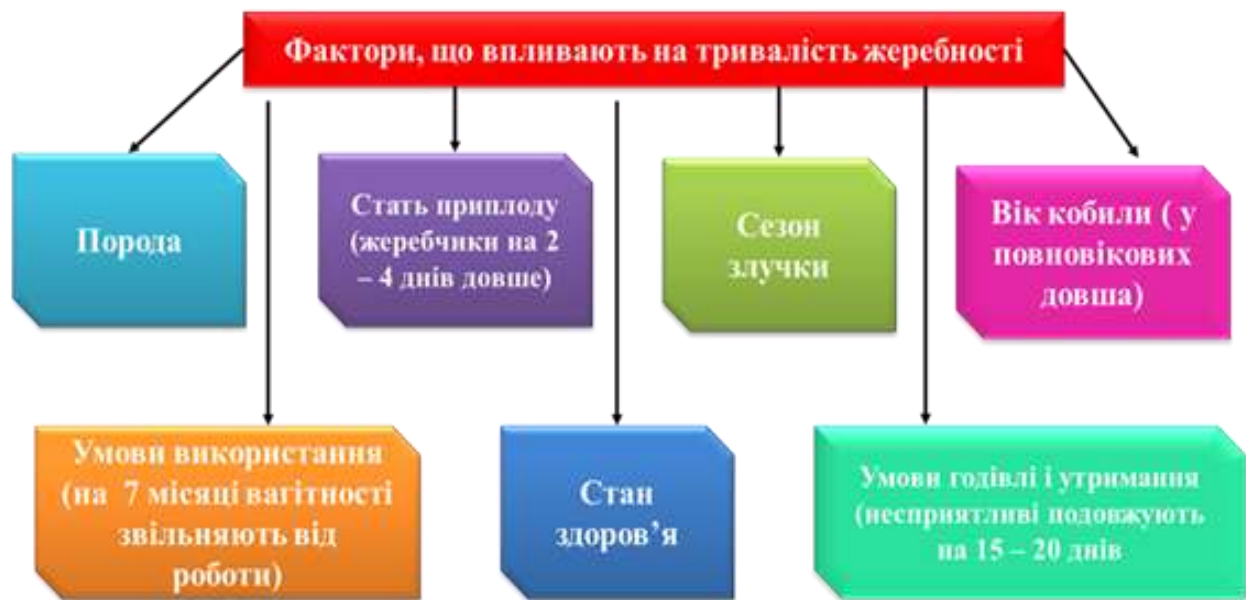 Фактори, що впливають на тривалість жеребності
Порода
Стать приплоду
(жеребчики на 2
– 4 днів довше)
Сезон
злучки
Вік кобили ( у
повновікових
довша)
Умови використання
(на 7 місяці вагітності
звільняють від
роботи)
Стан
здоров’я
Умови годівлі і утримання
(несприятливі подовжують
на 15 – 20 днів